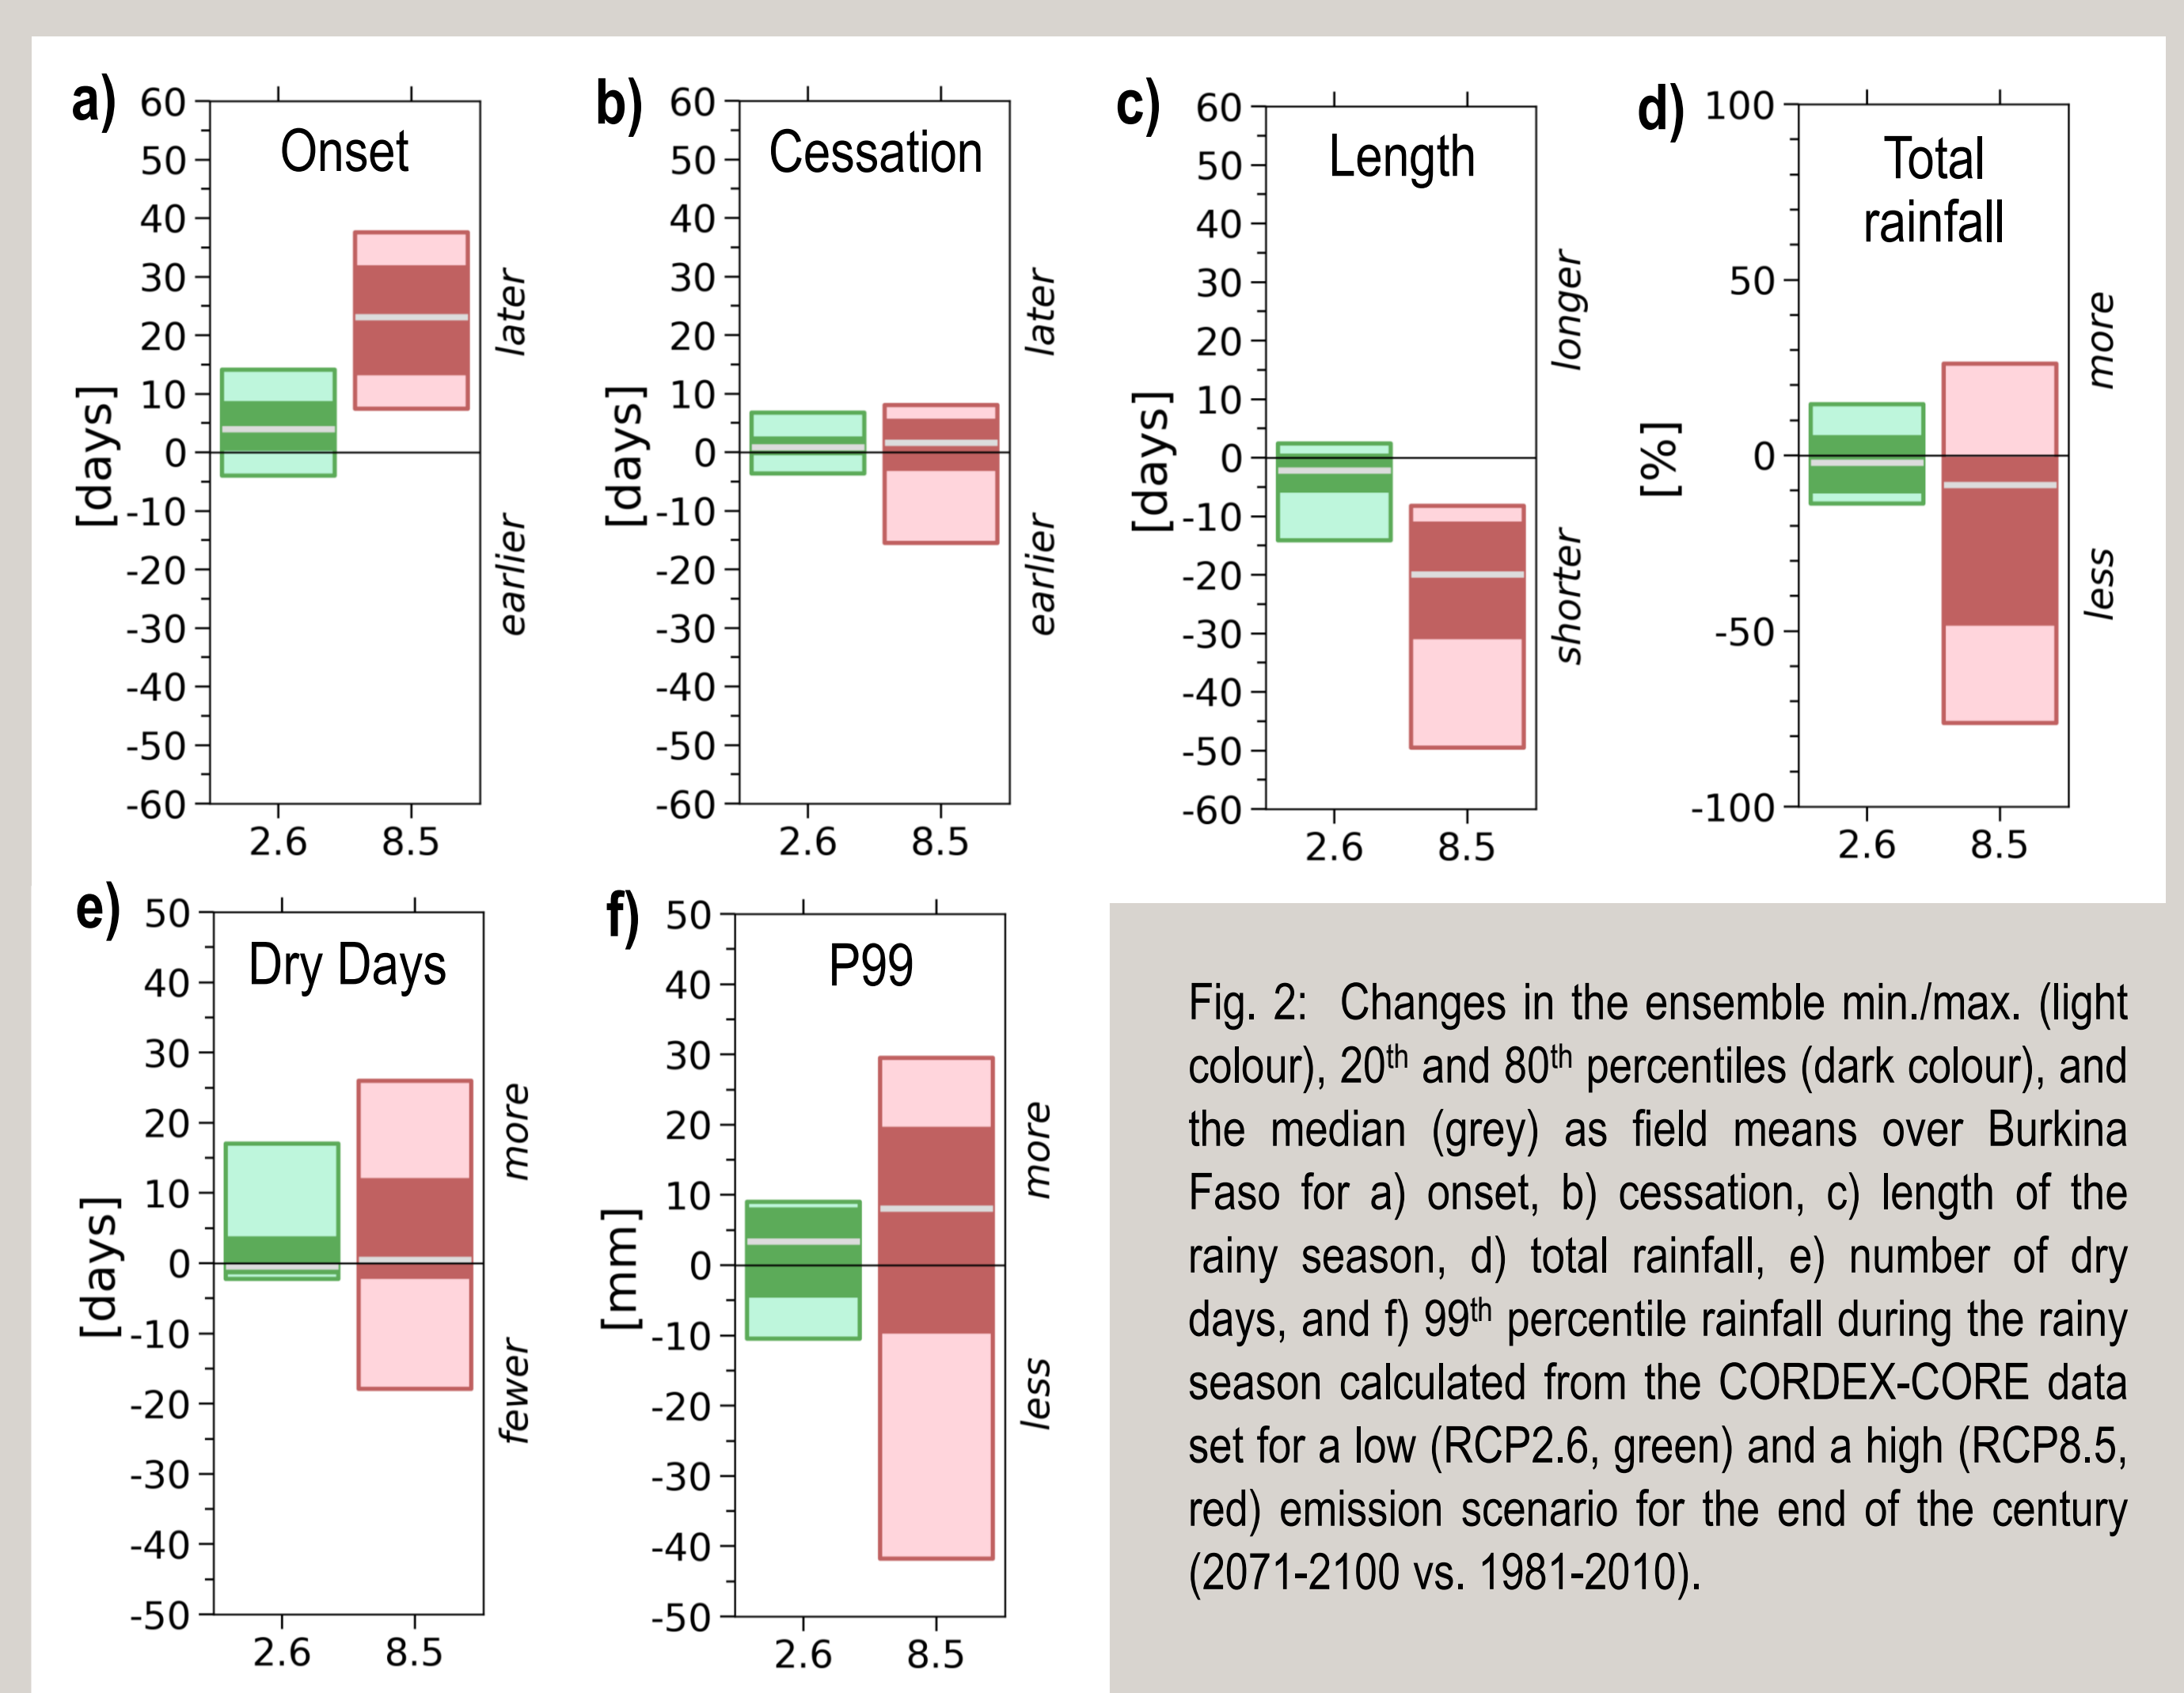 a)
60
50
40
30
20
10
0
-10
-20
-30
-40
-50
-60
[days]
Onset
later
earlier
2.6 8.5
b)
60
50
40
30
20
10
0
-10
-20
-30
-40
-50
-60
[days]
Cessation
later
earlier
2.6 8.5
c)
60
50
40
30
20
10
0
-10
-20
-30
-40
-50
-60
[days]
Length
longer
shorter
2.6 8.5
d)
100
50
0
-50
-100
[%]
Total
rainfall
more
less
2.6 8.5
e)
50
40
30
20
10
0
-10
-20
-30
-40
-50
[days]
Dry Days
more
fewer
2.6 8.5
f)
50
40
30
20
10
0
-10
-20
-30
-40
-50
[mm]
P99
more
less
2.6 8.5
Fig. 2: Changes in the ensemble min./max. (light
colour), 20th and 80th percentiles (dark colour), and
the median (grey) as field means over Burkina
Faso for a) onset, b) cessation, c) length of the
rainy season, d) total rainfall, e) number of dry
days, and f) 99th percentile rainfall during the rainy
season calculated from the CORDEX-CORE data
set for a low (RCP2.6, green) and a high (RCP8.5,
red) emission scenario for the end of the century
(2071-2100 vs. 1981-2010).